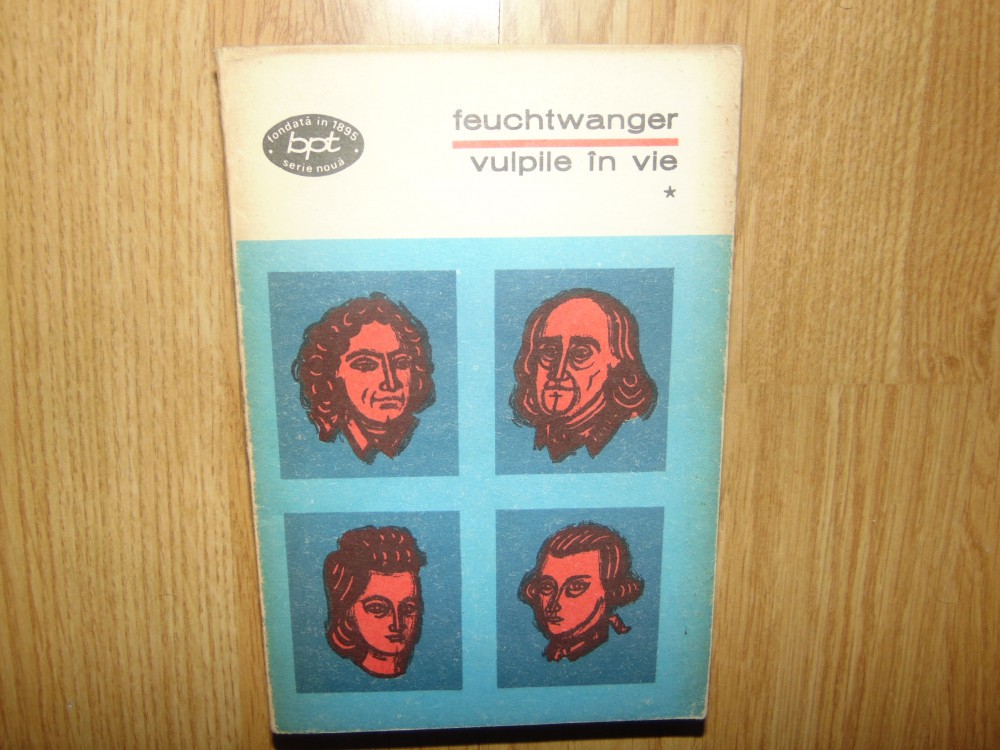 · fondată în 1895 ·
bpt
serie nouă
feuchtwanger
vulpile în vie
*